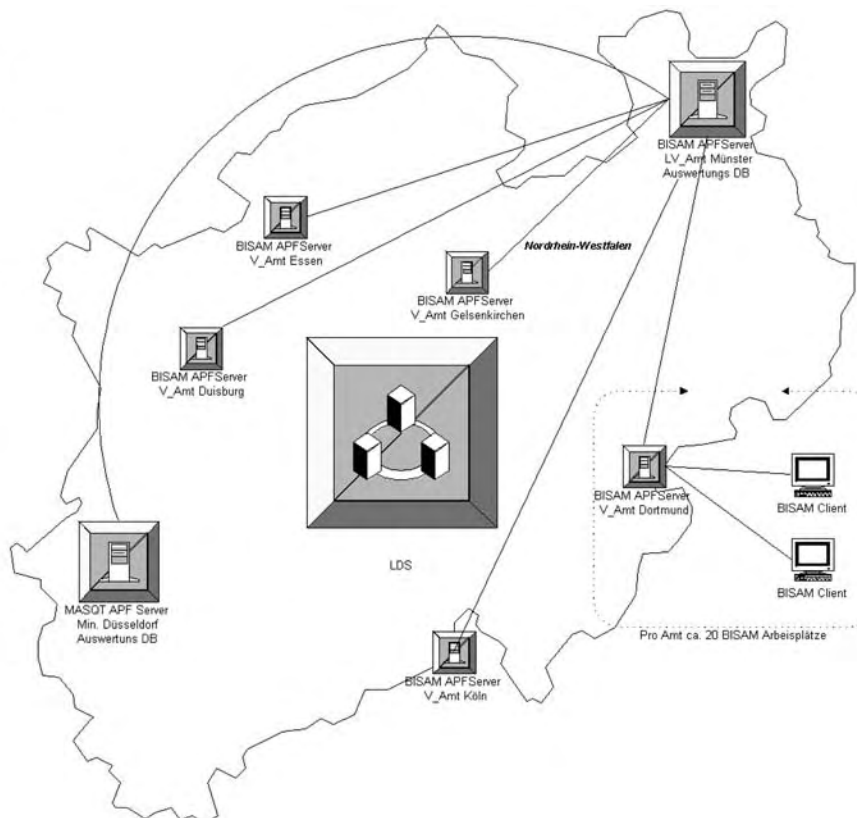 BISAM APFServer
LV_Amt Münster
Auswertungs DB
BISAM APFServer
V_Amt Essen
Nordrhein-Westfalen
BISAM APFServer
V_Amt Gelsenkirchen
BISAM APFServer
V_Amt Duisburg
BISAM APFServer
V_Amt Dortmund
BISAM Client
BISAM Client
LDS
MASQT APF Server
Min. Düsseldorf
Auswertuns DB
Pro Amt ca. 20 BISAM Arbeisplätze
BISAM APFServer
V_Amt Köln